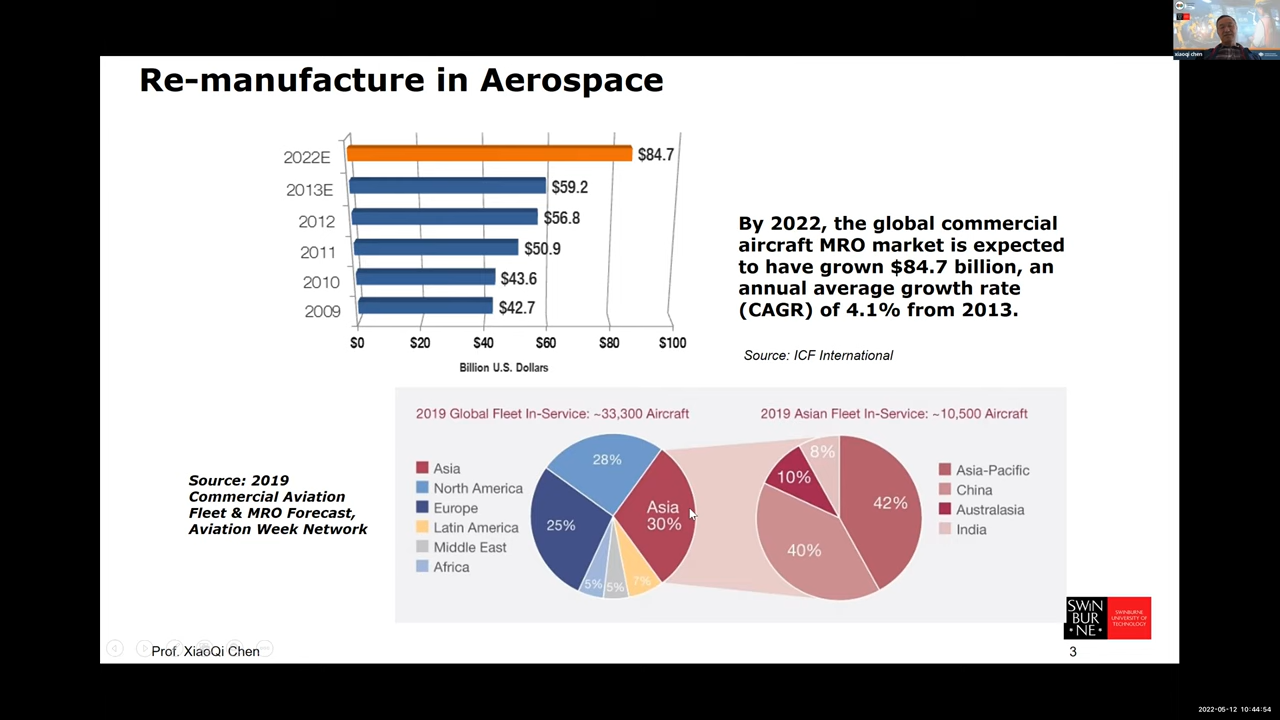 xiaoqi chen
Re-manufacture in Aerospace
2022E
$84.7
2013E
$59.2
2012
$56.8
2011
$50.9
2010
$43.6
2009
$42.7
$0 $20 $40 $60 $80 $100
Billion U.S. Dollars
By 2022, the global commercial
aircraft MRO market is expected
to have grown $84.7 billion, an
annual average growth rate
(CAGR) of 4.1% from 2013.
Source: ICF International
Source: 2019
Commercial Aviation
Fleet & MRO Forecast,
Aviation Week Network
2019 Global Fleet In-Service: ~33,300 Aircraft
Asia
North America
Europe
Latin America
Middle East
Africa
28%
Asia
30%
25%
5%
5%
7%
2019 Asian Fleet In-Service: ~10,500 Aircraft
8%
10%
42%
40%
Asia-Pacific
China
Australasia
India
SWIN
BUR
NE
SWINBURNE
UNIVERSITY OF
TECHNOLOGY
Prof. XiaoQi Chen
3
2022-05-12 10:44:54